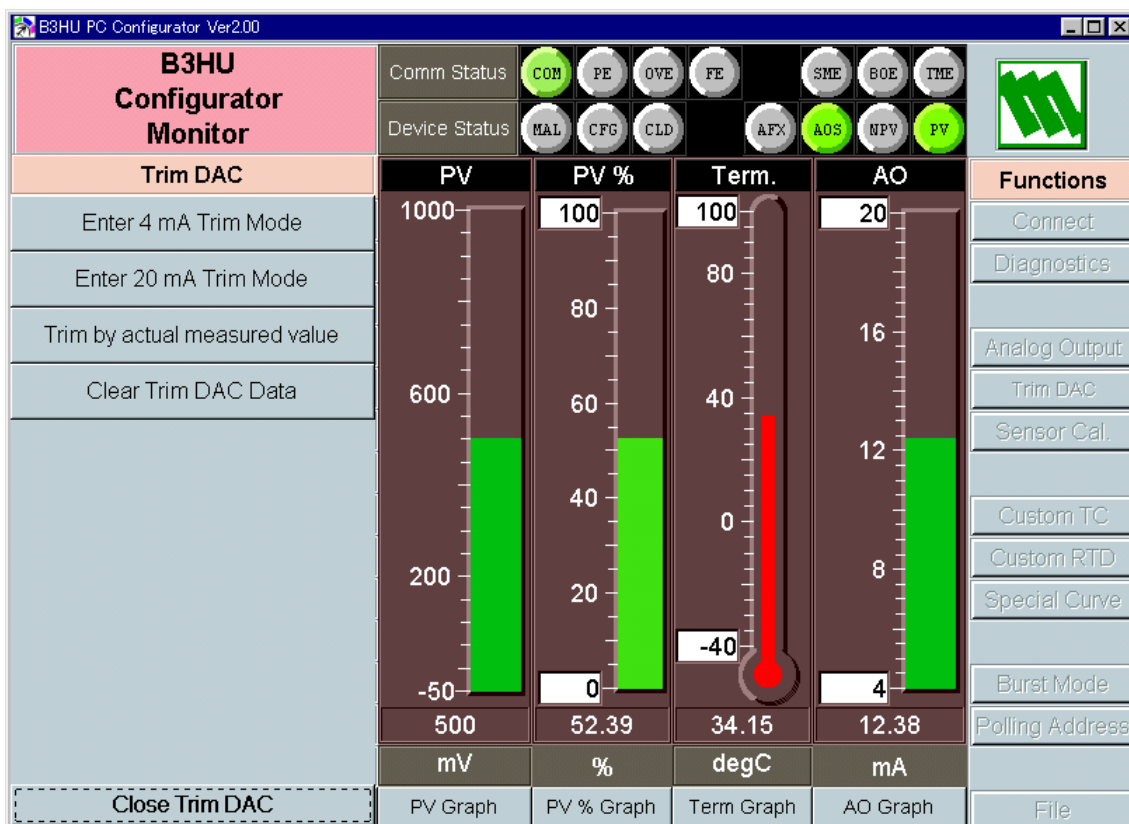 B3HU PC Configurator Ver2.00
B3HU
Configurator
Monitor
Comm Status
COM
PE
OVE
FE
SME
BOE
TME
Device Status
MAL
CFG
CLD
AFX
AOS
NPV
PV
Trim DAC
Enter 4 mA Trim Mode
Enter 20 mA Trim Mode
Trim by actual measured value
Clear Trim DAC Data
Close Trim DAC
PV
1000
600
200
-50
500
mV
PV Graph
PV %
100
80
60
40
20
0
52.39
%
PV % Graph
Term.
100
80
40
0
-40
34.15
degC
Term Graph
AO
20
16
12
8
4
12.38
mA
AO Graph
Functions
Connect
Diagnostics
Analog Output
Trim DAC
Sensor Cal.
Custom TC
Custom RTD
Special Curve
Burst Mode
Polling Address
File